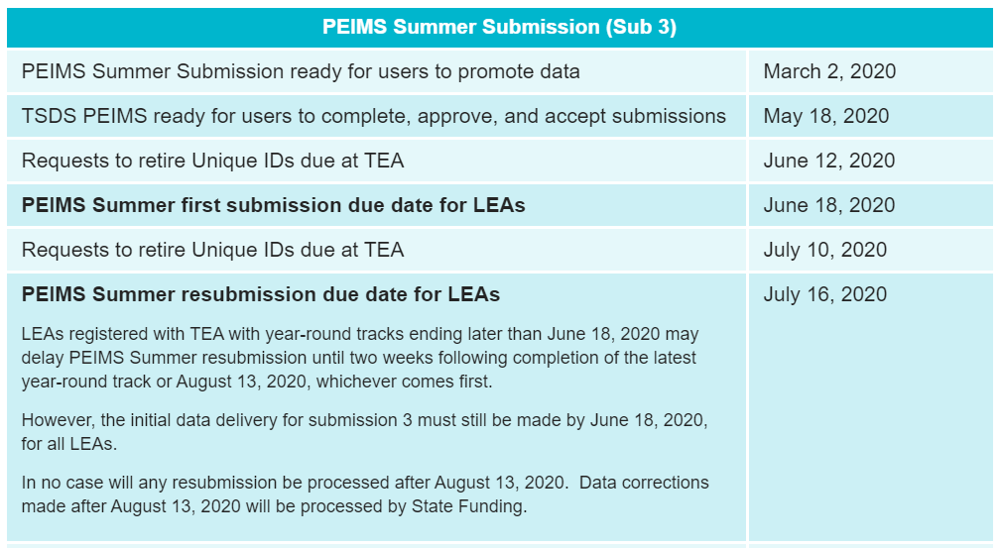 PEIMS Summer Submission (Sub 3)
PEIMS Summer Submission ready for users to promote data March 2, 2020
TSDS PEIMS ready for users to complete, approve, and accept submissions May 18, 2020
Requests to retire Unique IDs due at TEA June 12, 2020
PEIMS Summer first submission due date for LEAs June 18, 2020
Requests to retire Unique IDs due at TEA July 10, 2020
PEIMS Summer resubmission due date for LEAs July 16, 2020
LEAs registered with TEA with year-round tracks ending later than June 18, 2020 may
delay PEIMS Summer resubmission until two weeks following completion of the latest
year-round track or August 13, 2020, whichever comes first.
However, the initial data delivery for submission 3 must still be made by June 18, 2020,
for all LEAs.
In no case will any resubmission be processed after August 13, 2020.  Data corrections
made after August 13, 2020 will be processed by State Funding.